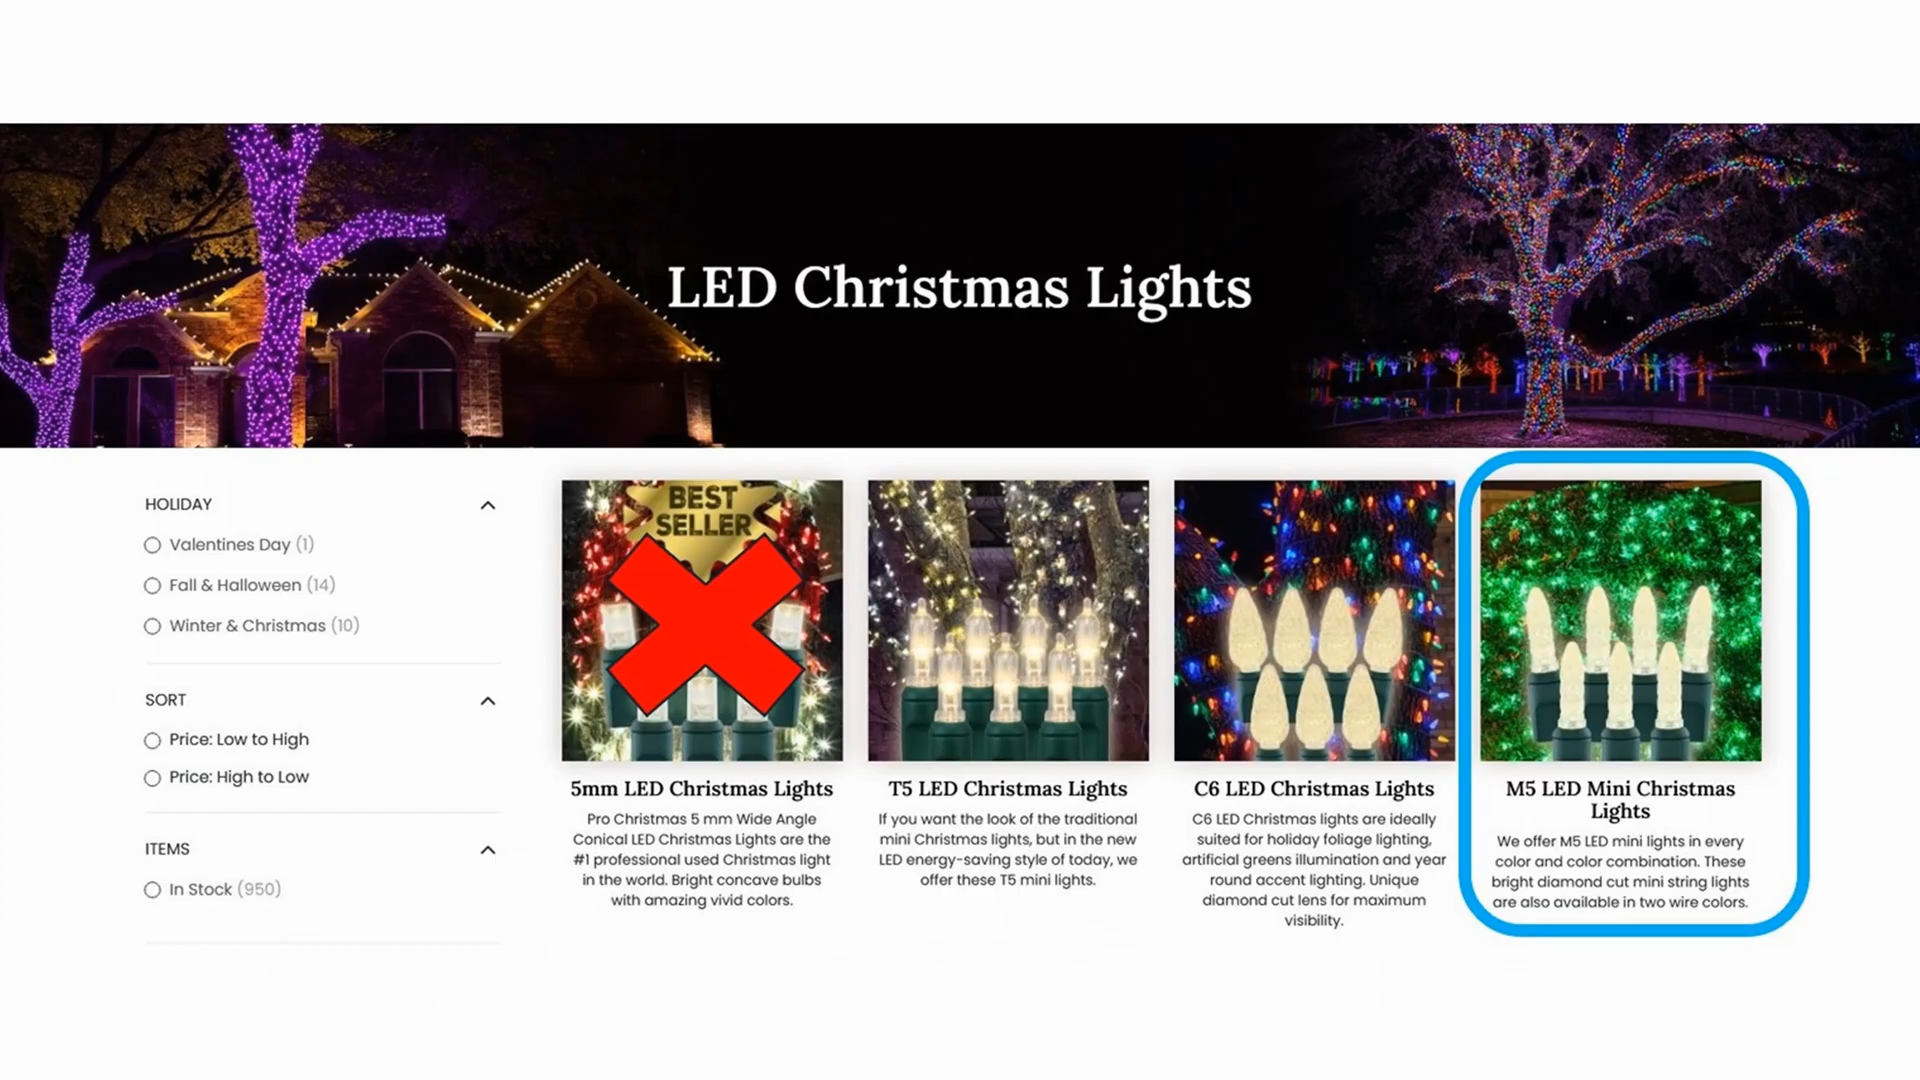 LED Christmas Lights
HOLIDAY
Valentines Day (1)
Fall & Halloween (14)
Winter & Christmas (10)
SORT
Price: Low to High
Price: High to Low
ITEMS
In Stock (950)
BEST
SELLER
5mm LED Christmas Lights
Pro Christmas 5 mm Wide Angle
Conical LED Christmas Lights are the
#1 professional used Christmas light
in the world. Bright concave bulbs
with amazing vivid colors.
T5 LED Christmas Lights
If you want the look of the traditional
mini Christmas lights, but in the new
LED energy-saving style of today, we
offer these T5 mini lights.
C6 LED Christmas Lights
C6 LED Christmas lights are ideally
suited for holiday foliage lighting,
artificial greens illumination and year
round accent lighting. Unique
diamond cut lens for maximum
visibility.
M5 LED Mini Christmas
Lights
We offer M5 LED mini lights in every
color and color combination. These
bright diamond cut mini string lights
are also available in two wire colors.